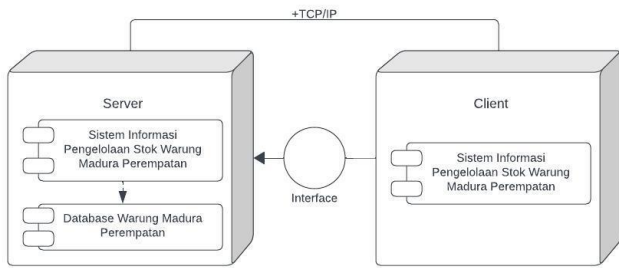 +TCP/IP
Server
Sistem Informasi
Pengelolaan Stok Warung
Madura Perempatan
Database Warung Madura
Perempatan
Interface
Client
Sistem Informasi
Pengelolaan Stok Warung
Madura Perempatan